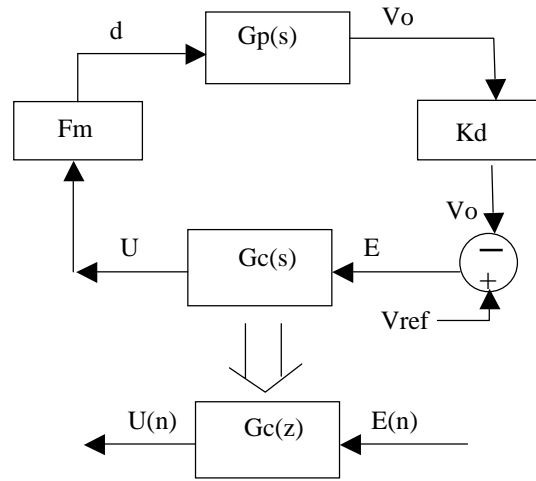 d
Gp(s)
Vo
Fm
Kd
Vo
U
Gc(s)
E
−
+
Vref
U(n)
Gc(z)
E(n)